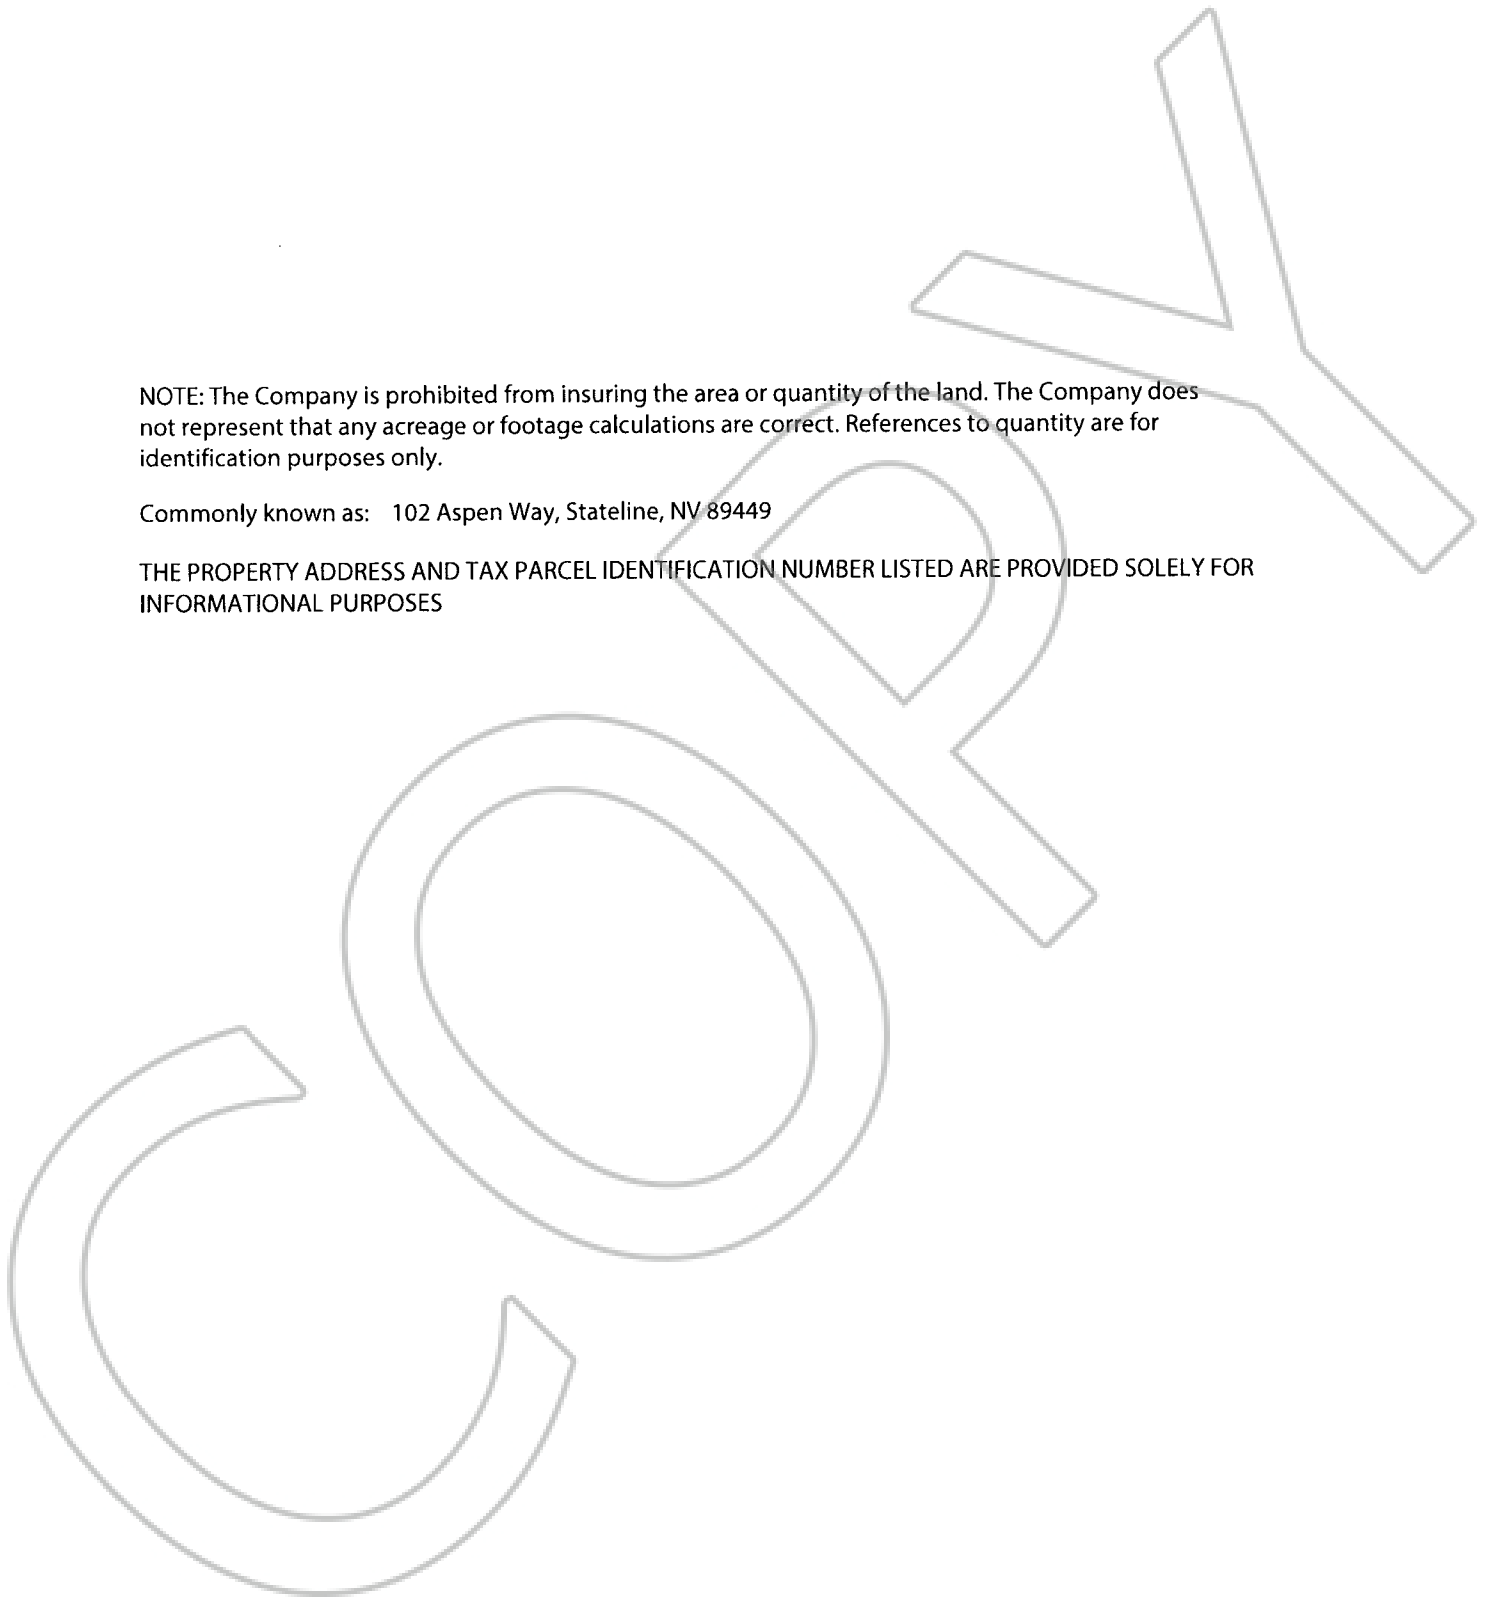 NOTE: The Company is prohibited from insuring the area or quantity of the land. The Company does
not represent that any acreage or footage calculations are correct. References to quantity are for
identification purposes only.
Commonly known as: 102 Aspen Way, Stateline, NV 89449
THE PROPERTY ADDRESS AND TAX PARCEL IDENTIFICATION NUMBER LISTED ARE PROVIDED SOLELY FOR
INFORMATIONAL PURPOSES
COPY